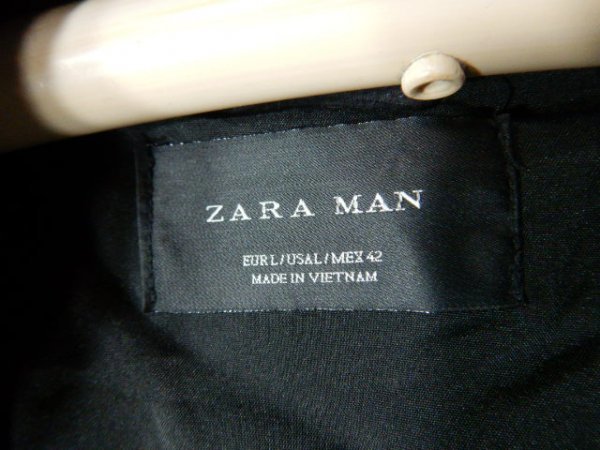 ZARA MAN
EUR L / USA L / MEX 42
MADE IN VIETNAM